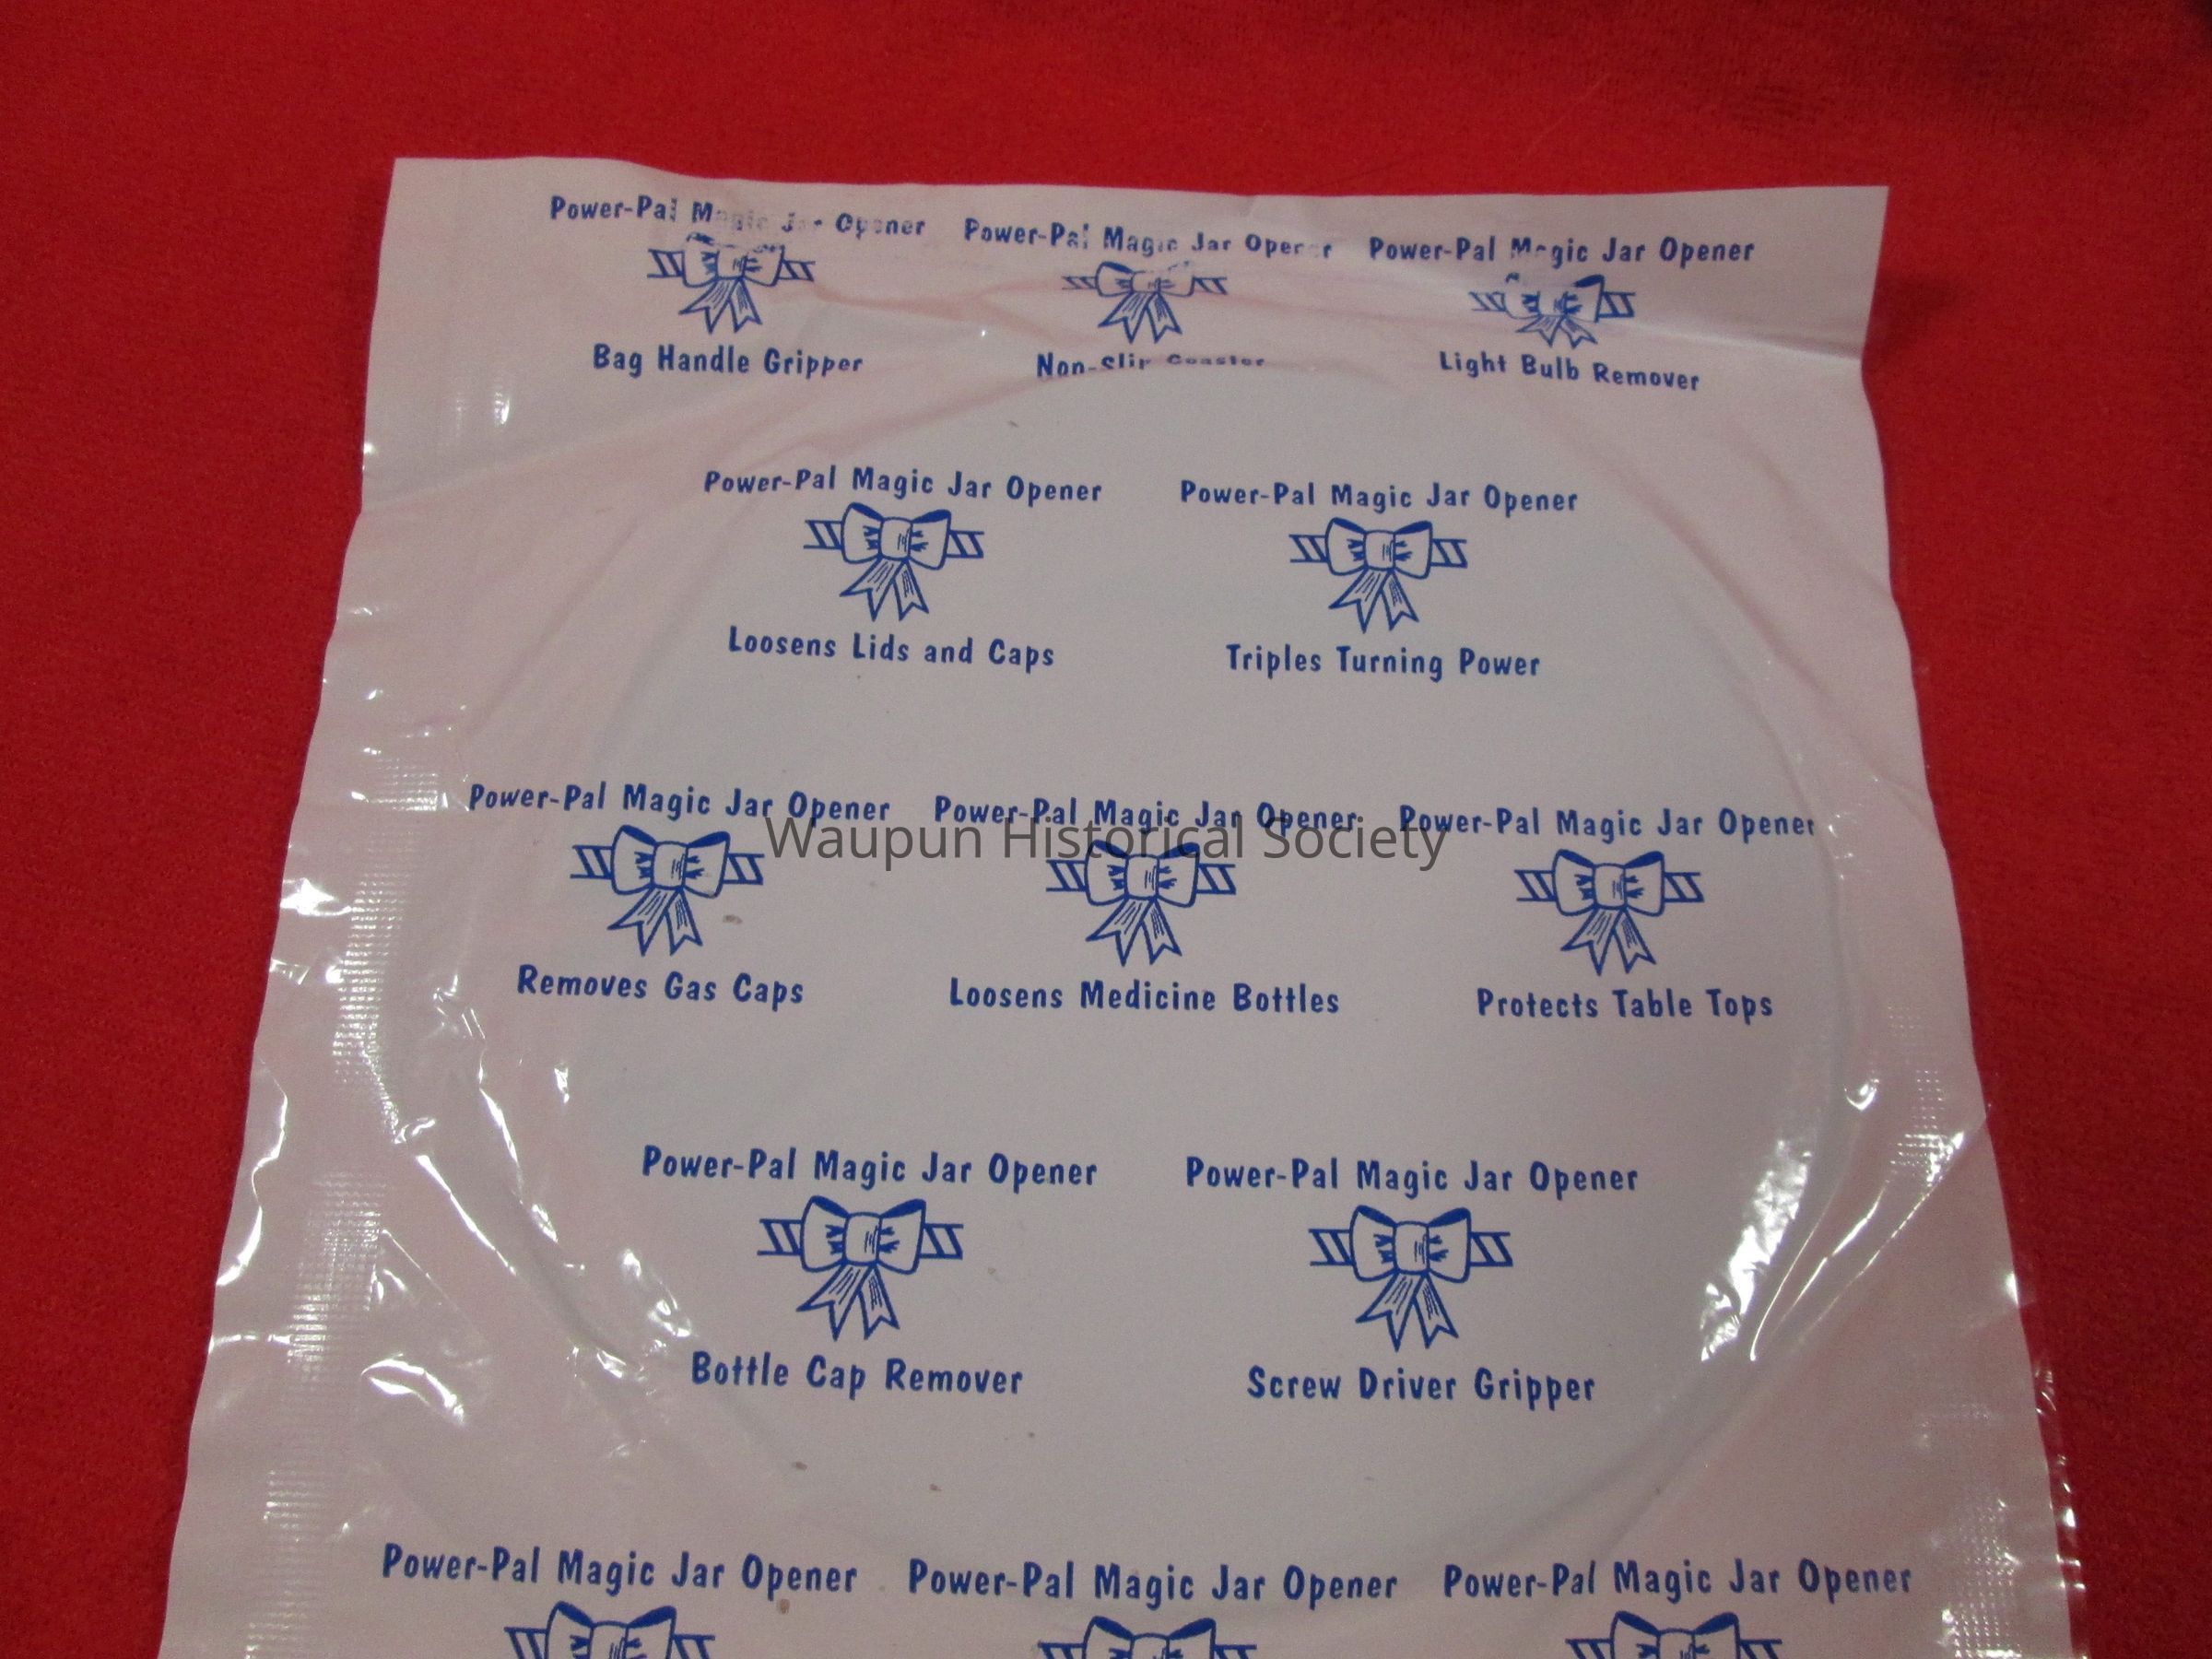 Power-Pal Magic Jar Opener Power-Pal Magic Jar Opener Power-Pal Magic Jar Opener
Bag Handle Gripper Non-Slip Coaster Light Bulb Remover
Power-Pal Magic Jar Opener Power-Pal Magic Jar Opener
Loosens Lids and Caps Triples Turning Power
Power-Pal Magic Jar Opener Power-Pal Magic Jar Opener Power-Pal Magic Jar Opener
Waupun Historical Society
Removes Gas Caps Loosens Medicine Bottles Protects Table Tops
Power-Pal Magic Jar Opener Power-Pal Magic Jar Opener
Bottle Cap Remover Screw Driver Gripper
Power-Pal Magic Jar Opener Power-Pal Magic Jar Opener Power-Pal Magic Jar Opener